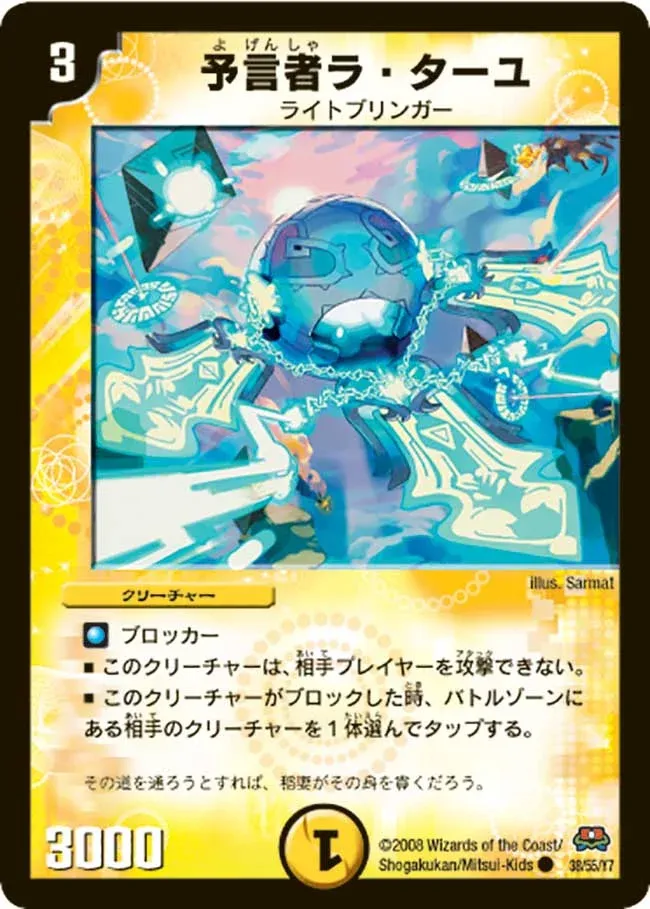 3
よげんしゃ
予言者ラ・ターユ
ライトブリンガー
illus. Sarmat
クリーチャー
ブロッカー
■ このクリーチャーは、相手プレイヤーを攻撃できない。
■ このクリーチャーがブロックした時、バトルゾーンに
ある相手のクリーチャーを1体選んでタップする。
その道を通ろうとすれば、稲妻がその身を貫くだろう。
3000
1
©2008 Wizards of the Coast/
Shogakukan/Mitsui-Kids
38/55/Y7